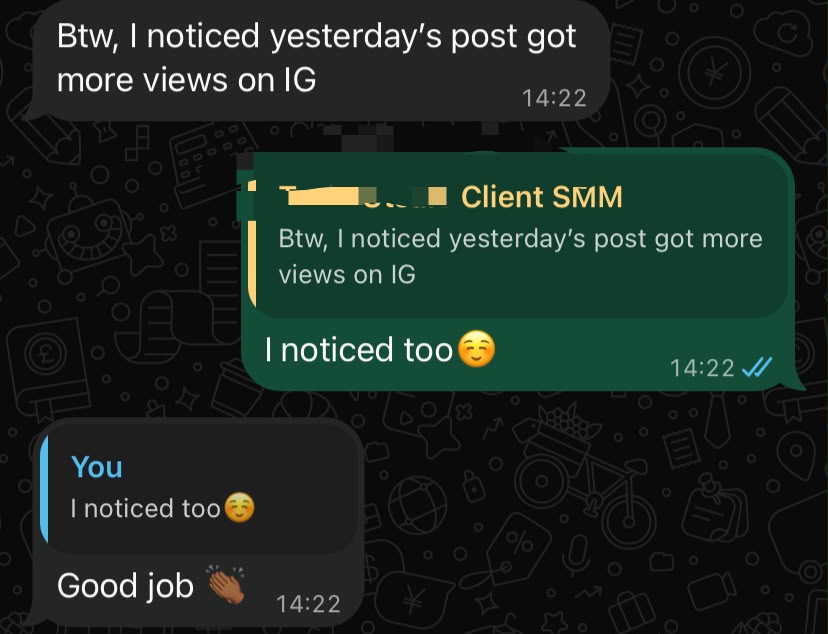 Btw, I noticed yesterday's post got
more views on IG
14:22
Client SMM
Btw, I noticed yesterday's post got more
views on IG
I noticed too☺️
14:22
You
I noticed too☺️
Good job 👏🏾
14:22